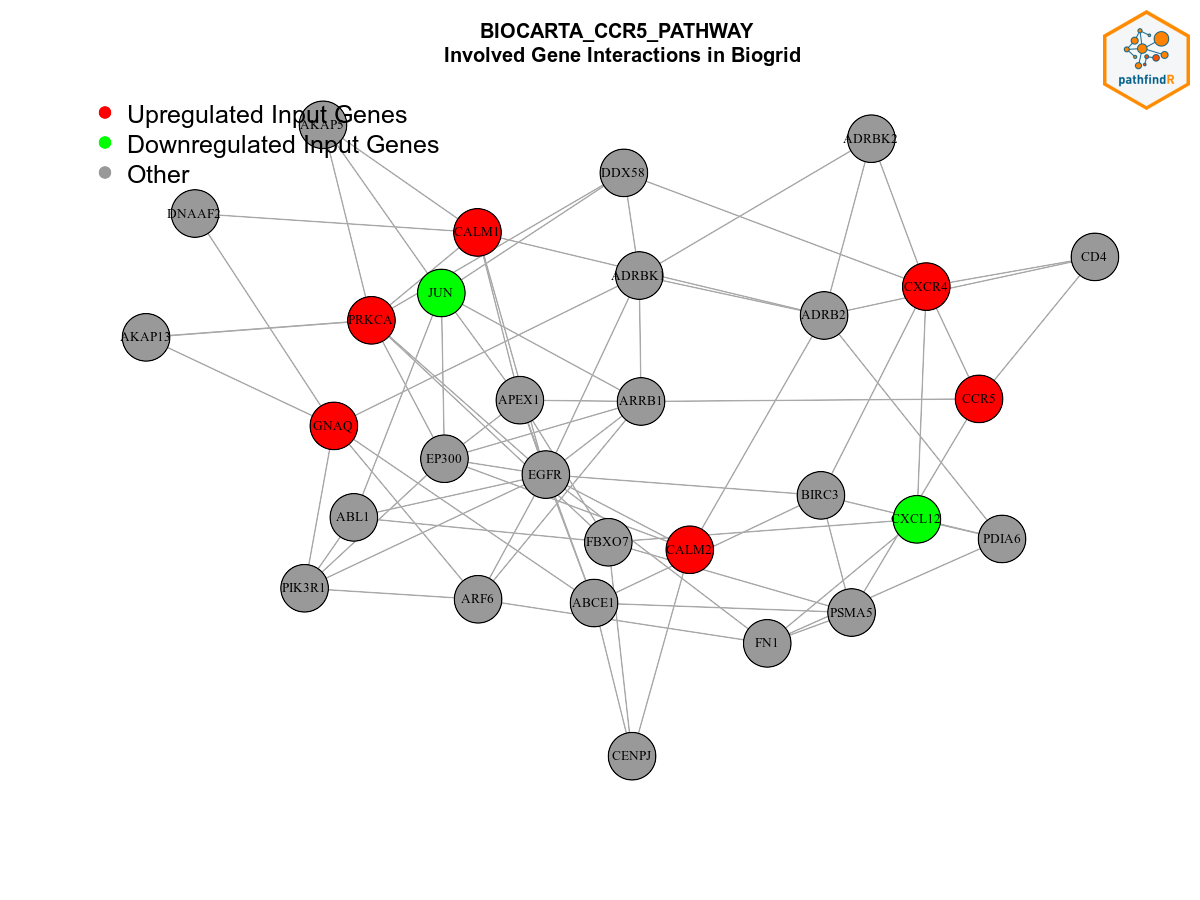 BIOCARTA_CCR5_PATHWAY
Involved Gene Interactions in Biogrid
pathfindR
Upregulated Input Genes
Downregulated Input Genes
Other
AKAP5
ADRBK2
DDX58
DNAAF2
CALM1
CD4
ADRBK1
CXCR4
JUN
ADRB2
PRKCA
AKAP13
CCR5
APEX1
ARRB1
GNAQ
EP300
EGFR
BIRC3
ABL1
CXCL12
FBXO7
CALM2
PDIA6
PIK3R1
ARF6
ABCE1
PSMA5
FN1
CENPJ